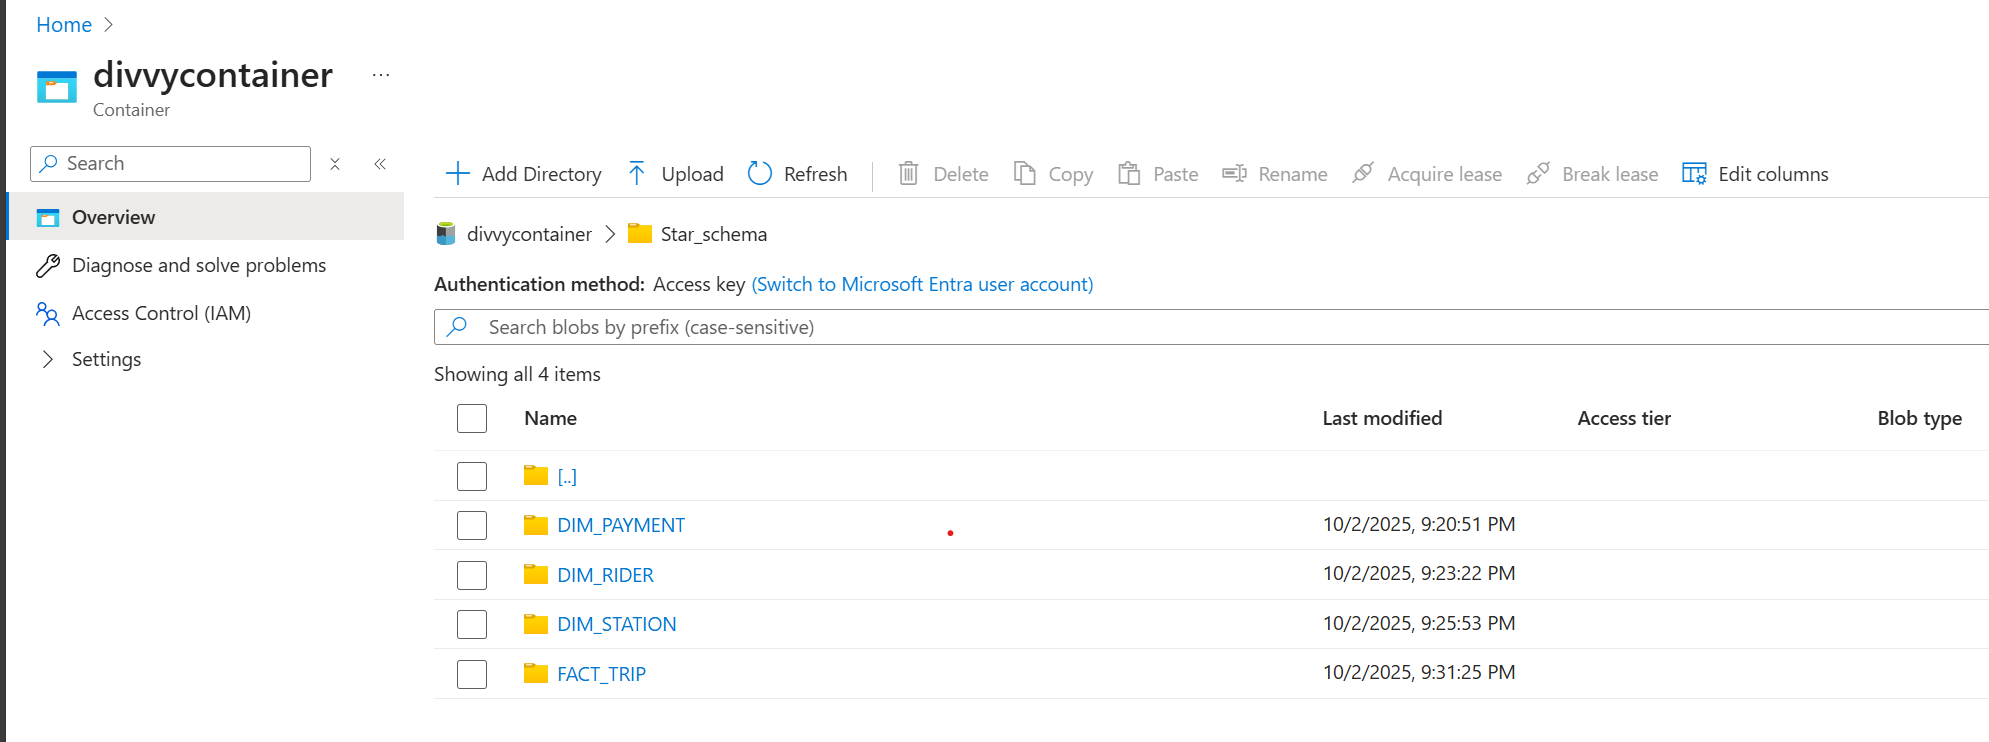 Home
divvycontainer ...
Container
Search
Overview
Diagnose and solve problems
Access Control (IAM)
Settings
Add Directory Upload Refresh Delete Copy Paste Rename Acquire lease Break lease Edit columns
divvycontainer > Star_schema
Authentication method: Access key (Switch to Microsoft Entra user account)
Search blobs by prefix (case-sensitive)
Showing all 4 items
Name Last modified Access tier Blob type
[..]
DIM_PAYMENT 10/2/2025, 9:20:51 PM
DIM_RIDER 10/2/2025, 9:23:22 PM
DIM_STATION 10/2/2025, 9:25:53 PM
FACT_TRIP 10/2/2025, 9:31:25 PM